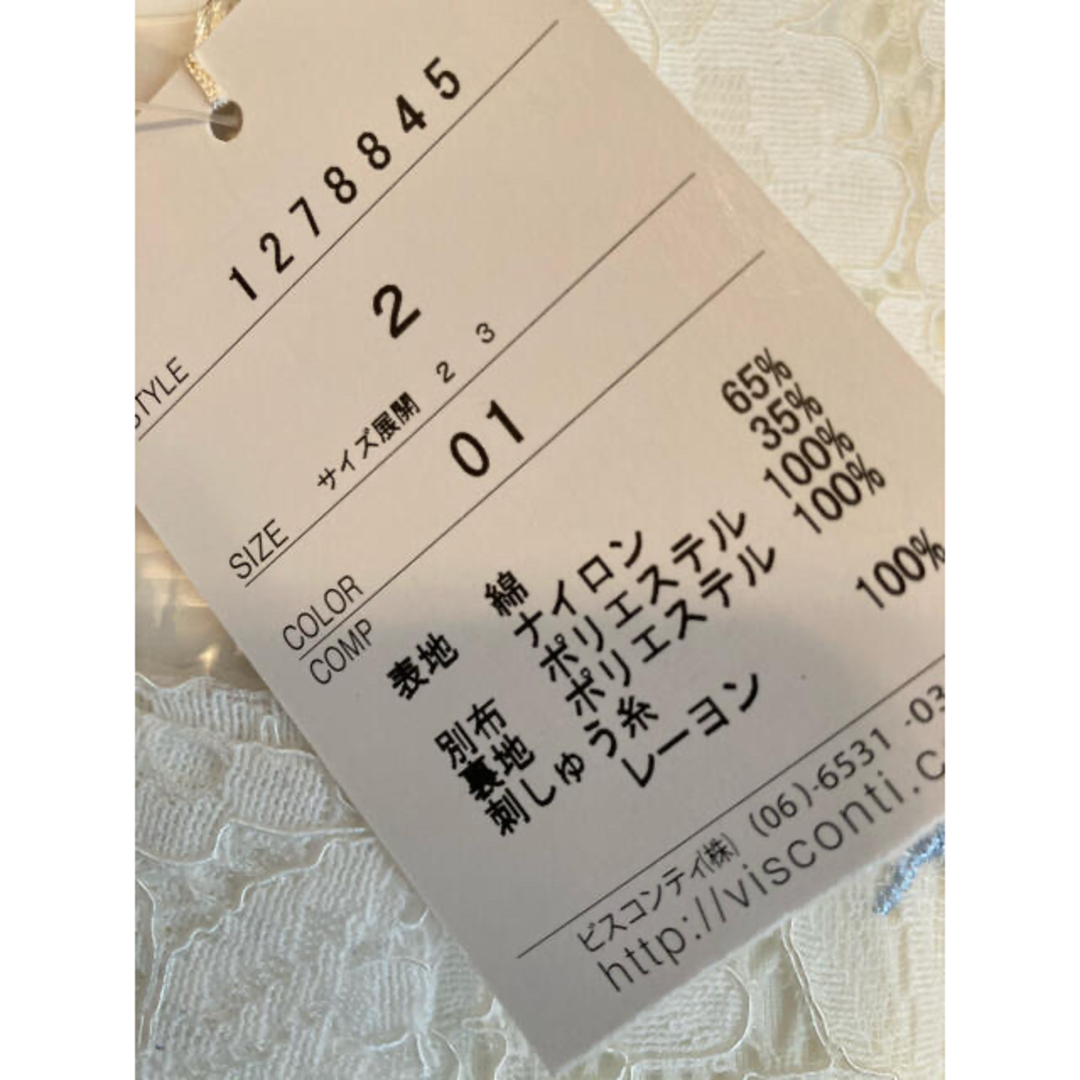 STYLE 1278845
SIZE 2
サイズ展開 2 3
COLOR 01
COMP
表地 綿 65%
ナイロン 35%
別布 ポリエステル 100%
裏地 ポリエステル 100%
刺しゅう糸
レーヨン 100%
ビスコンティ(株) (06)-6531 -03
http://visconti.c